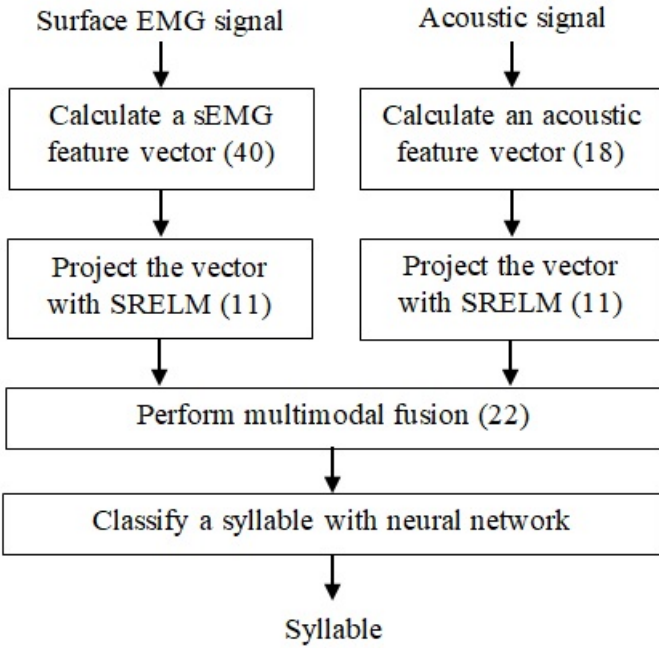 Surface EMG signal
Acoustic signal
Calculate a sEMG
feature vector (40)
Calculate an acoustic
feature vector (18)
Project the vector
with SRELM (11)
Project the vector
with SRELM (11)
Perform multimodal fusion (22)
Classify a syllable with neural network
Syllable